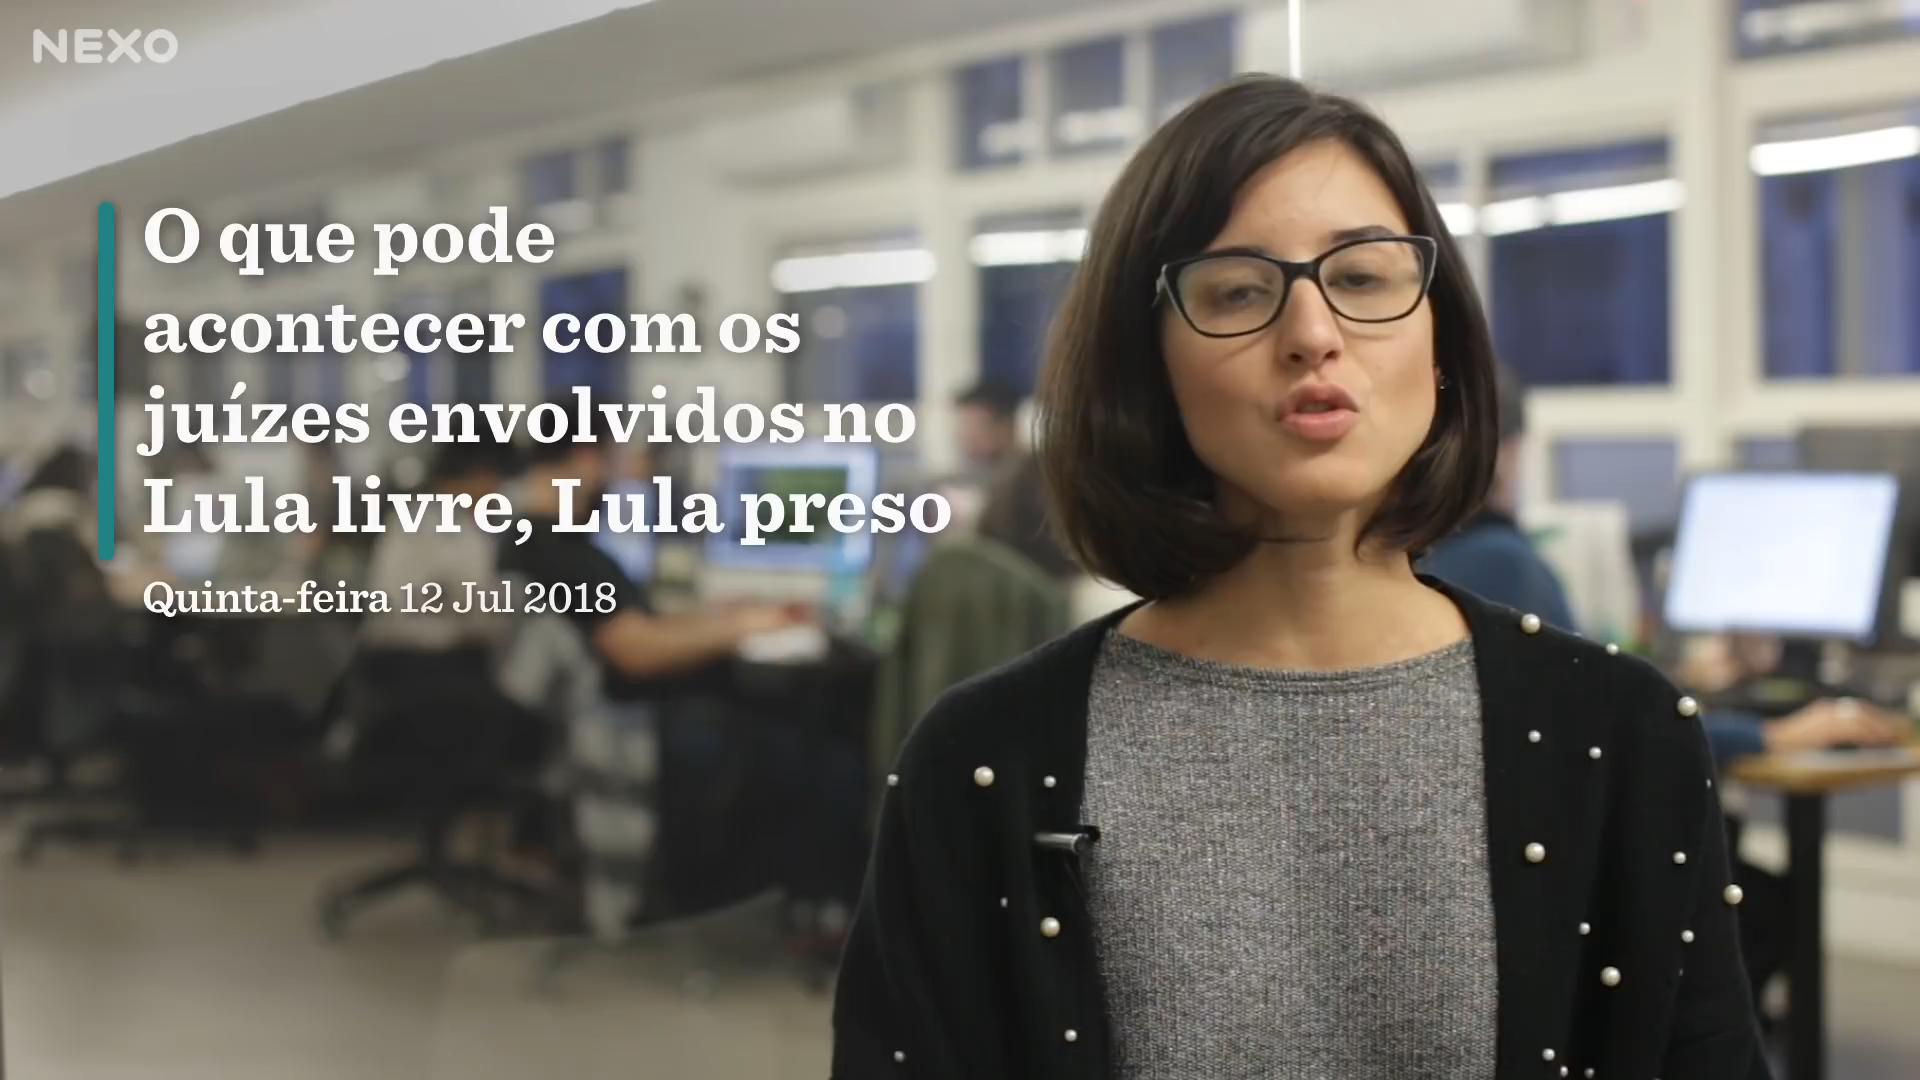 NEXO
O que pode
acontecer com os
juízes envolvidos no
Lula livre, Lula preso
Quinta-feira 12 Jul 2018